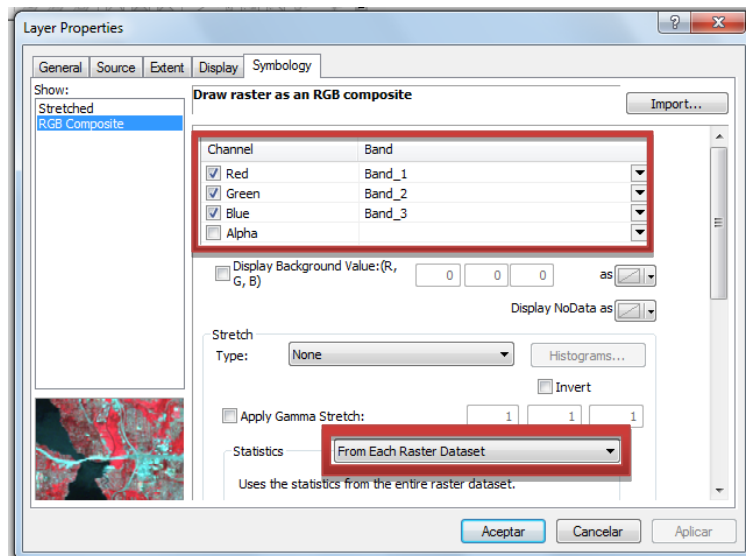 Layer Properties
General Source Extent Display Symbology
Show:
Stretched
RGB Composite
Draw raster as an RGB composite
Import...
Channel Band
Red Band_1
Green Band_2
Blue Band_3
Alpha
Display Background Value:(R,
G, B) 0 0 0 as
Display NoData as
Stretch
Type: None Histograms...
Invert
Apply Gamma Stretch: 1 1 1
Statistics From Each Raster Dataset
Uses the statistics from the entire raster dataset.
Aceptar Cancelar Aplicar